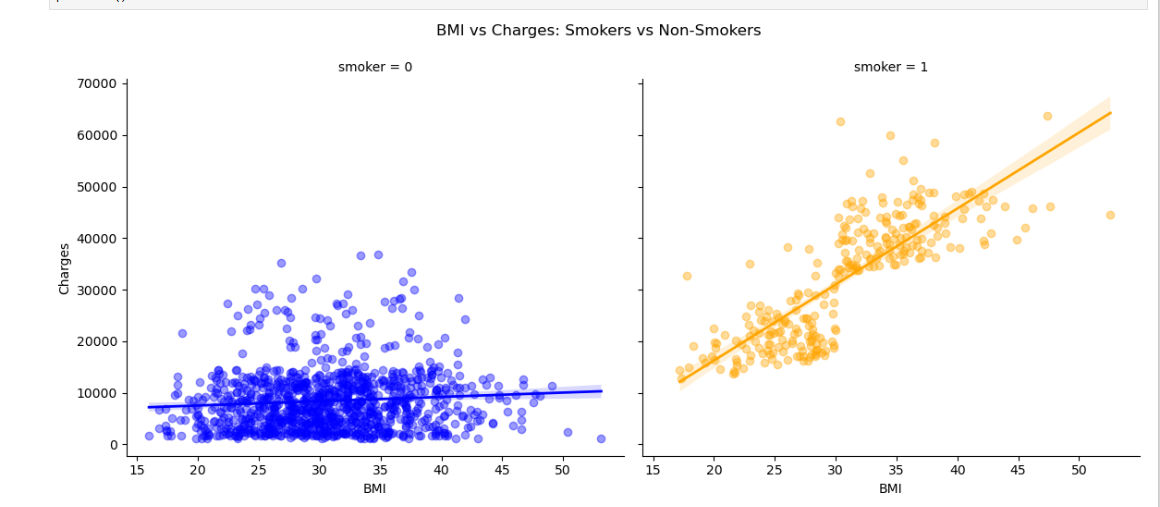 BMI vs Charges: Smokers vs Non-Smokers
smoker = 0
smoker = 1
Charges
70000
60000
50000
40000
30000
20000
10000
0
15 20 25 30 35 40 45 50
15 20 25 30 35 40 45 50
BMI
BMI